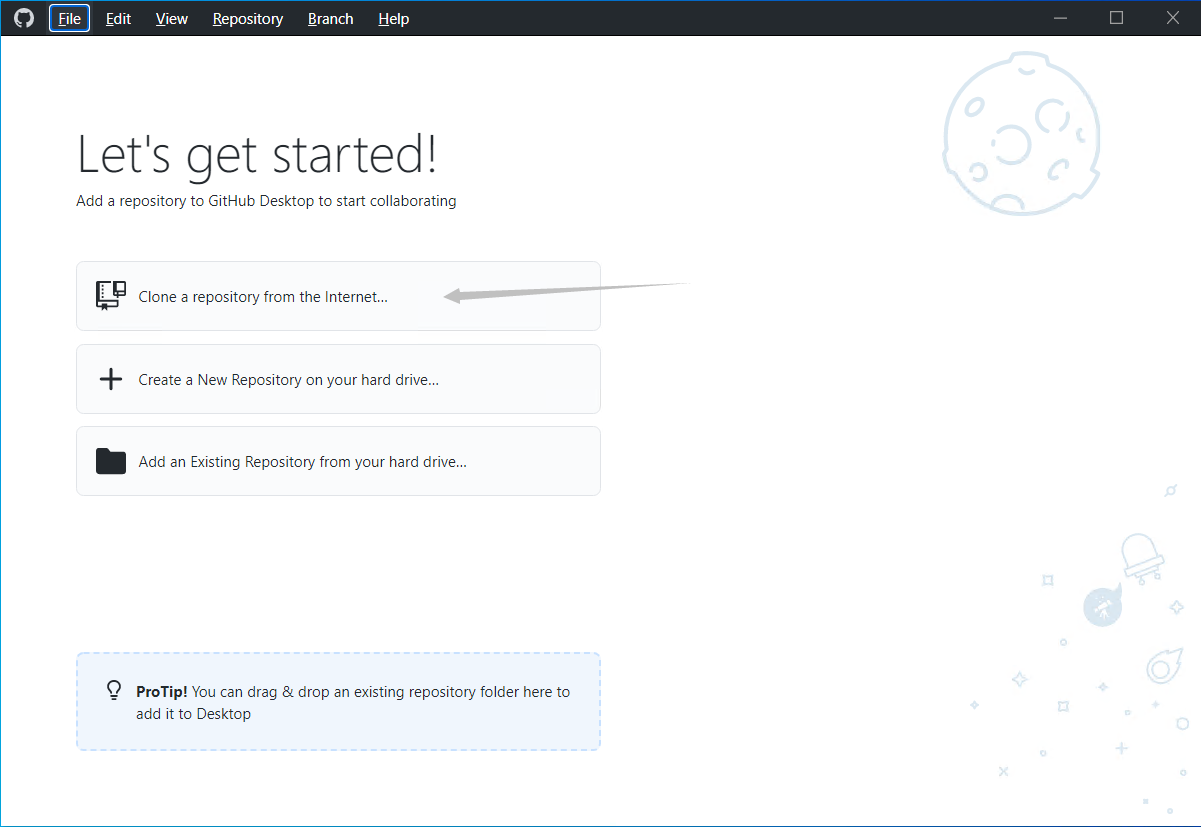 File Edit View Repository Branch Help
Let's get started!
Add a repository to GitHub Desktop to start collaborating
Clone a repository from the Internet...
Create a New Repository on your hard drive...
Add an Existing Repository from your hard drive...
ProTip! You can drag & drop an existing repository folder here to
add it to Desktop